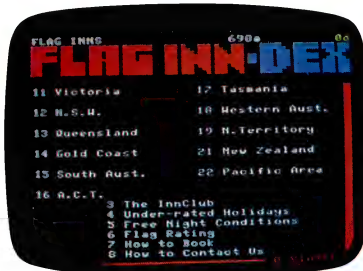 FLAG INNS 690a 0c
FLAG INN-DEX
11 Victoria 17 Tasmania
12 N.S.W. 18 Western Aust.
13 Queensland 19 N.Territory
14 Gold Coast 21 New Zealand
15 South Aust. 22 Pacific Area
16 A.C.T.
3 The InnClub
4 Under-rated Holidays
5 Free Night Conditions
6 Flag Rating
7 How to Book
8 How to Contact Us